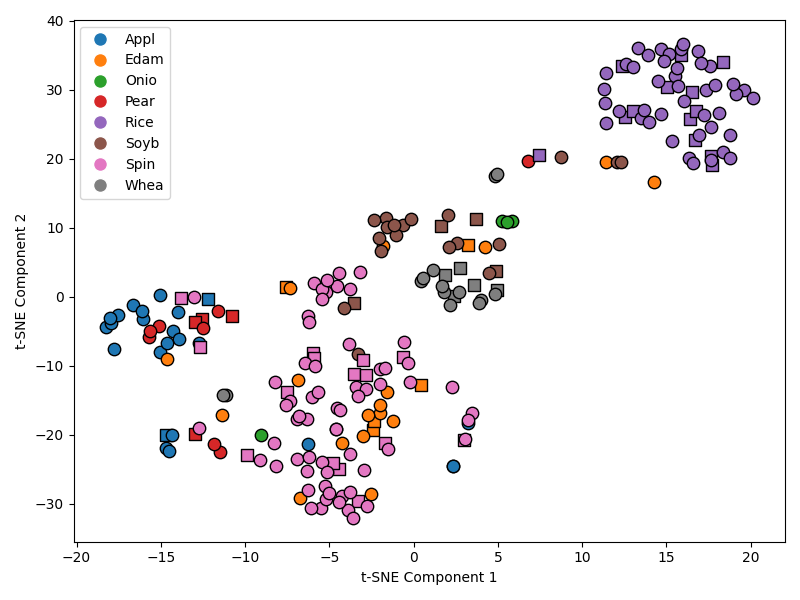 40
30
20
10
0
−10
−20
−30
t-SNE Component 2
Appl
Edam
Onio
Pear
Rice
Soyb
Spin
Whea
−20
−15
−10
−5
0
5
10
15
20
t-SNE Component 1